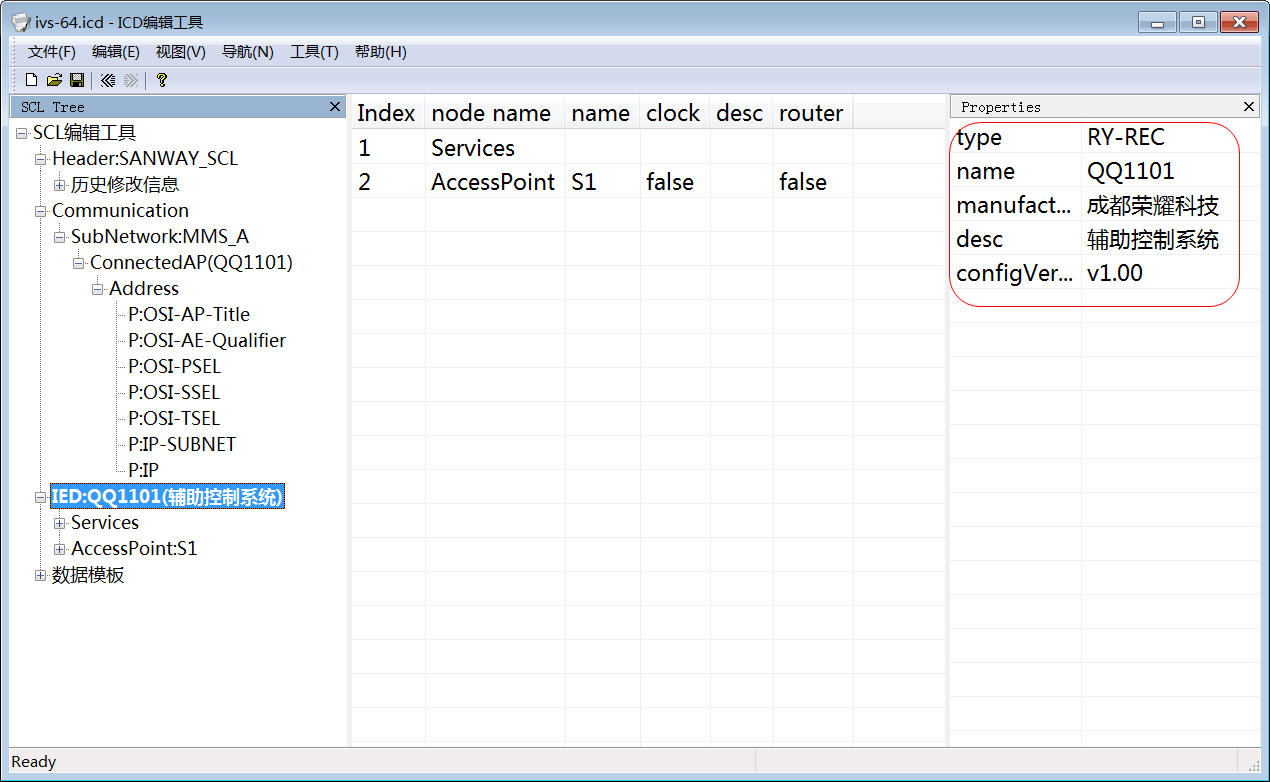 ivs-64.icd - ICD编辑工具
文件(F) 编辑(E) 视图(V) 导航(N) 工具(T) 帮助(H)
SCL Tree
SCL编辑工具
Header:SANWAY_SCL
历史修改信息
Communication
SubNetwork:MMS_A
ConnectedAP(QQ1101)
Address
P:OSI-AP-Title
P:OSI-AE-Qualifier
P:OSI-PSEL
P:OSI-SSEL
P:OSI-TSEL
P:IP-SUBNET
P:IP
IED:QQ1101(辅助控制系统)
Services
AccessPoint:S1
数据模板
Index node name name clock desc router
1 Services
2 AccessPoint S1 false false
Properties
type RY-REC
name QQ1101
manufact... 成都荣耀科技
desc 辅助控制系统
configVer... v1.00
Ready